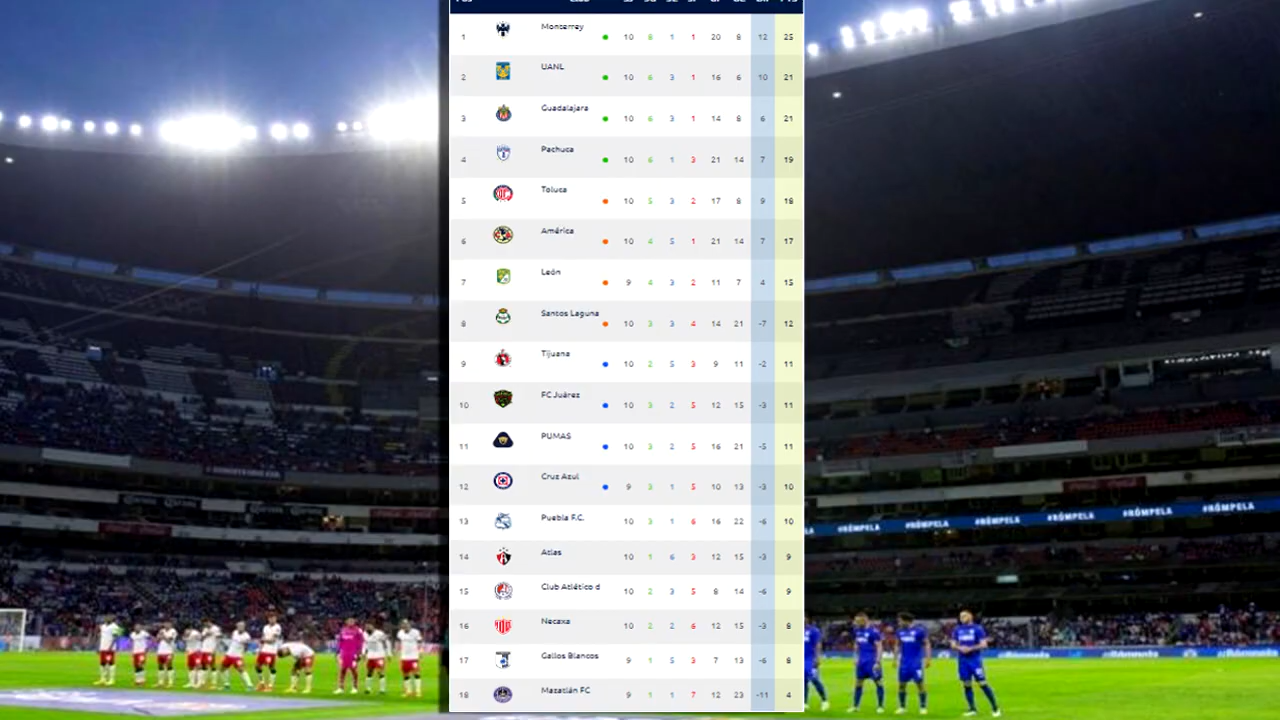 1 Monterrey 10 8 1 1 20 8 12 25
2 UANL 10 6 3 1 16 6 10 21
3 Guadalajara 10 6 3 1 14 8 6 21
4 Pachuca 10 6 1 3 21 14 7 19
5 Toluca 10 5 3 2 17 8 9 18
6 América 10 4 5 1 21 14 7 17
7 León 9 4 3 2 11 7 4 15
8 Santos Laguna 10 3 3 4 14 21 -7 12
9 Tijuana 10 2 5 3 9 11 -2 11
10 FC Juárez 10 3 2 5 12 15 -3 11
11 PUMAS 10 3 2 5 16 21 -5 11
12 Cruz Azul 9 3 1 5 10 13 -3 10
13 Puebla F.C. 10 3 1 6 16 22 -6 10
14 Atlas 10 1 6 3 12 15 -3 9
15 Club Atlético d 10 2 3 5 8 14 -6 9
16 Necaxa 10 2 2 6 12 15 -3 8
17 Gallos Blancos 9 1 5 3 7 13 -6 8
18 Mazatlán FC 9 1 1 7 12 23 -11 4
#RÓMPELA #RÓMPELA #RÓMPELA #RÓMPELA #RÓMPELA #RÓMPELA